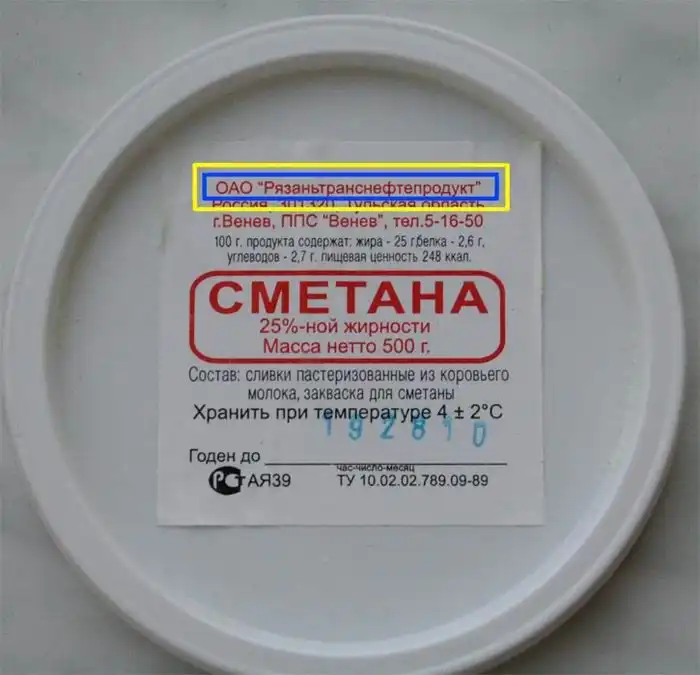 ОАО "Рязаньтранснефтепродукт"
Россия, 301320, Тульская область,
г.Венев, ППС "Венев", тел.5-16-50
100 г. продукта содержат: жира - 25 г.белка - 2,6 г,
углеводов - 2,7 г. пищевая ценность 248 ккал.
СМЕТАНА
25%-ной жирности
Масса нетто 500 г.
Состав: сливки пастеризованные из коровьего
молока, закваска для сметаны
Хранить при температуре 4 ± 2°С
192810
Годен до
час-число-месяц
РСТ АЯ39
ТУ 10.02.02.789.09-89